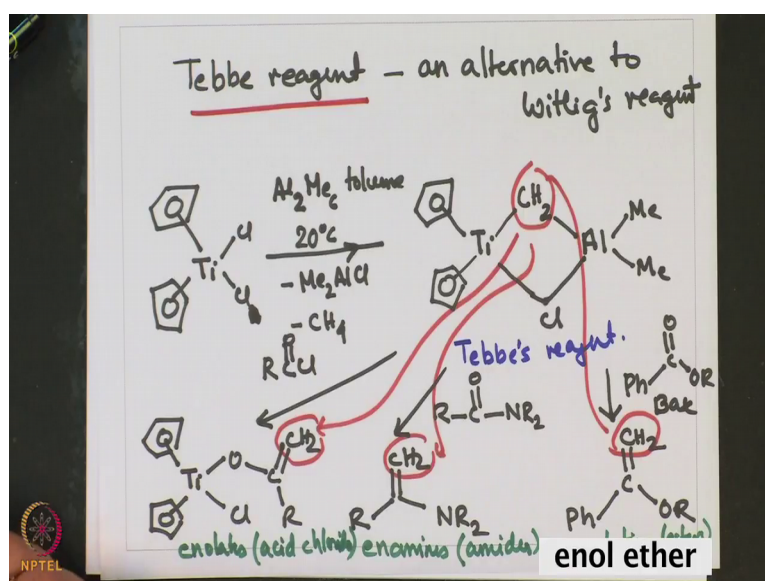 Tebbe reagent – an alternative to
Wittig's reagent
Al2Me6 toluene
20°C
– Me2AlCl
– CH4
Ti
Cl
Cl
O
R C Cl
Ti
CH2
Al
Me
Me
Cl
Tebbe's reagent.
O
R–C–NR2
O
Ph C OR
Ti
O
C
CH2
Cl
R
CH2
R
NR2
CH2
C
Ph
OR
enolates (acid chloride)
enamines (amides)
enol ether
NPTEL